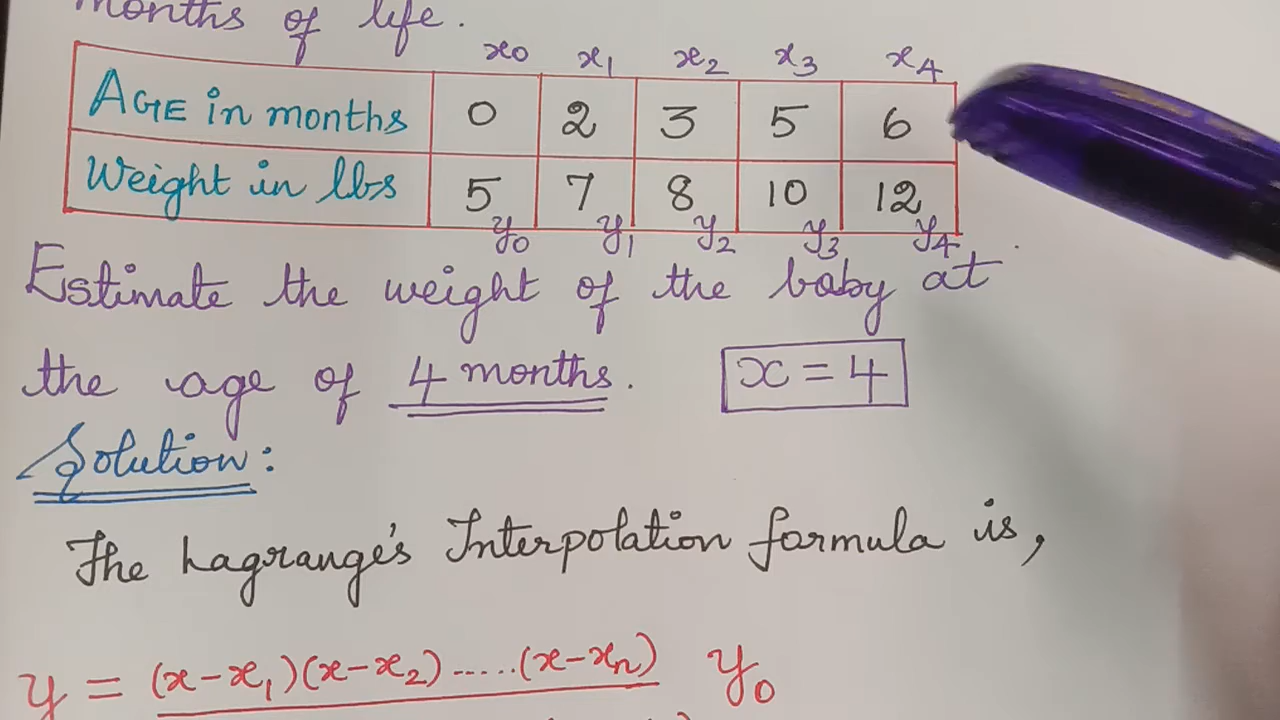 months of life.
x₀ x₁ x₂ x₃ x₄
AGE in months 0 2 3 5 6
Weight in lbs 5 7 8 10 12
y₀ y₁ y₂ y₃ y₄
Estimate the weight of the baby at
the age of 4 months. x = 4
Solution:
The Lagrange's Interpolation formula is,
y = (x-x₁)(x-x₂).....(x-xₙ) y₀